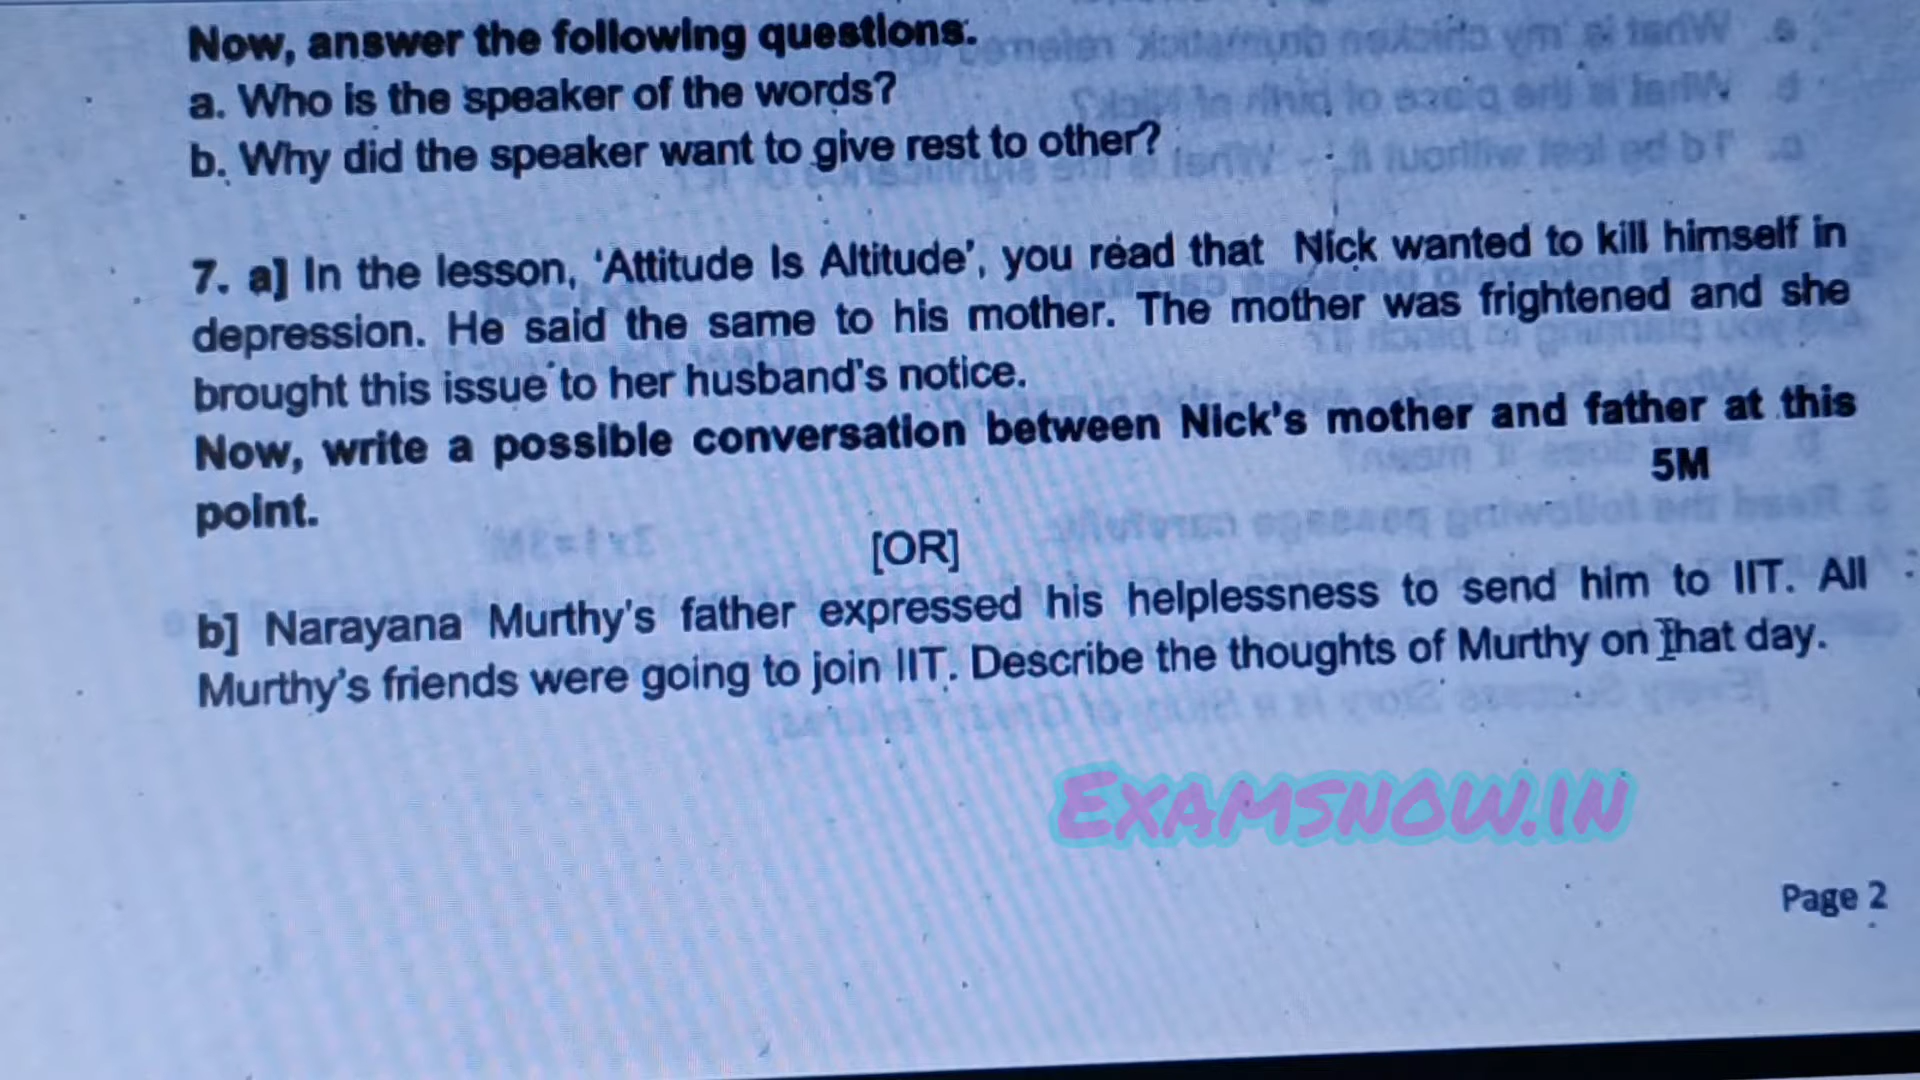 Now, answer the following questions.
a. Who is the speaker of the words?
b. Why did the speaker want to give rest to other?
7. a] In the lesson, 'Attitude Is Altitude', you read that Nick wanted to kill himself in
depression. He said the same to his mother. The mother was frightened and she
brought this issue to her husband's notice.
Now, write a possible conversation between Nick's mother and father at this
point. 5M
[OR]
b] Narayana Murthy's father expressed his helplessness to send him to IIT. All
Murthy's friends were going to join IIT. Describe the thoughts of Murthy on that day.
EXAMSNOW.IN
Page 2